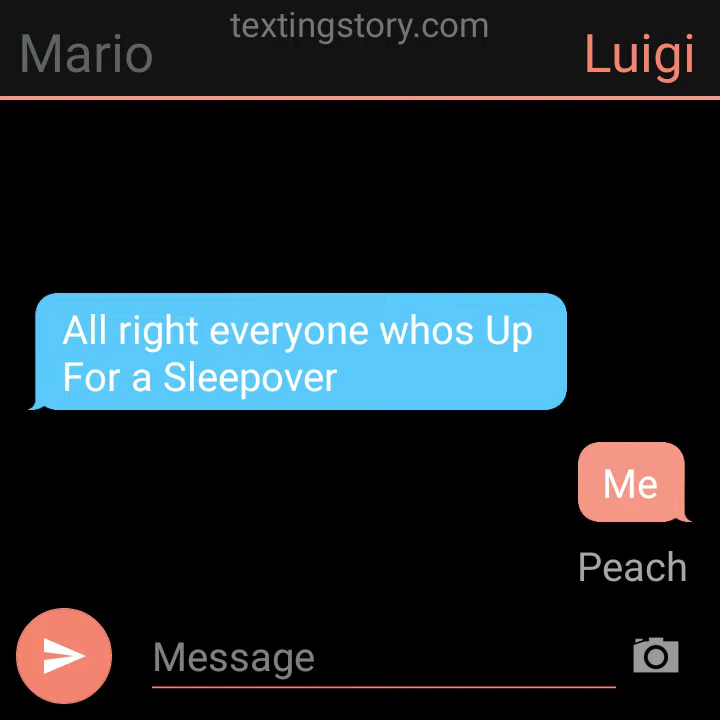 textingstory.com
Mario
Luigi
All right everyone whos Up
For a Sleepover
Me
Peach
Message